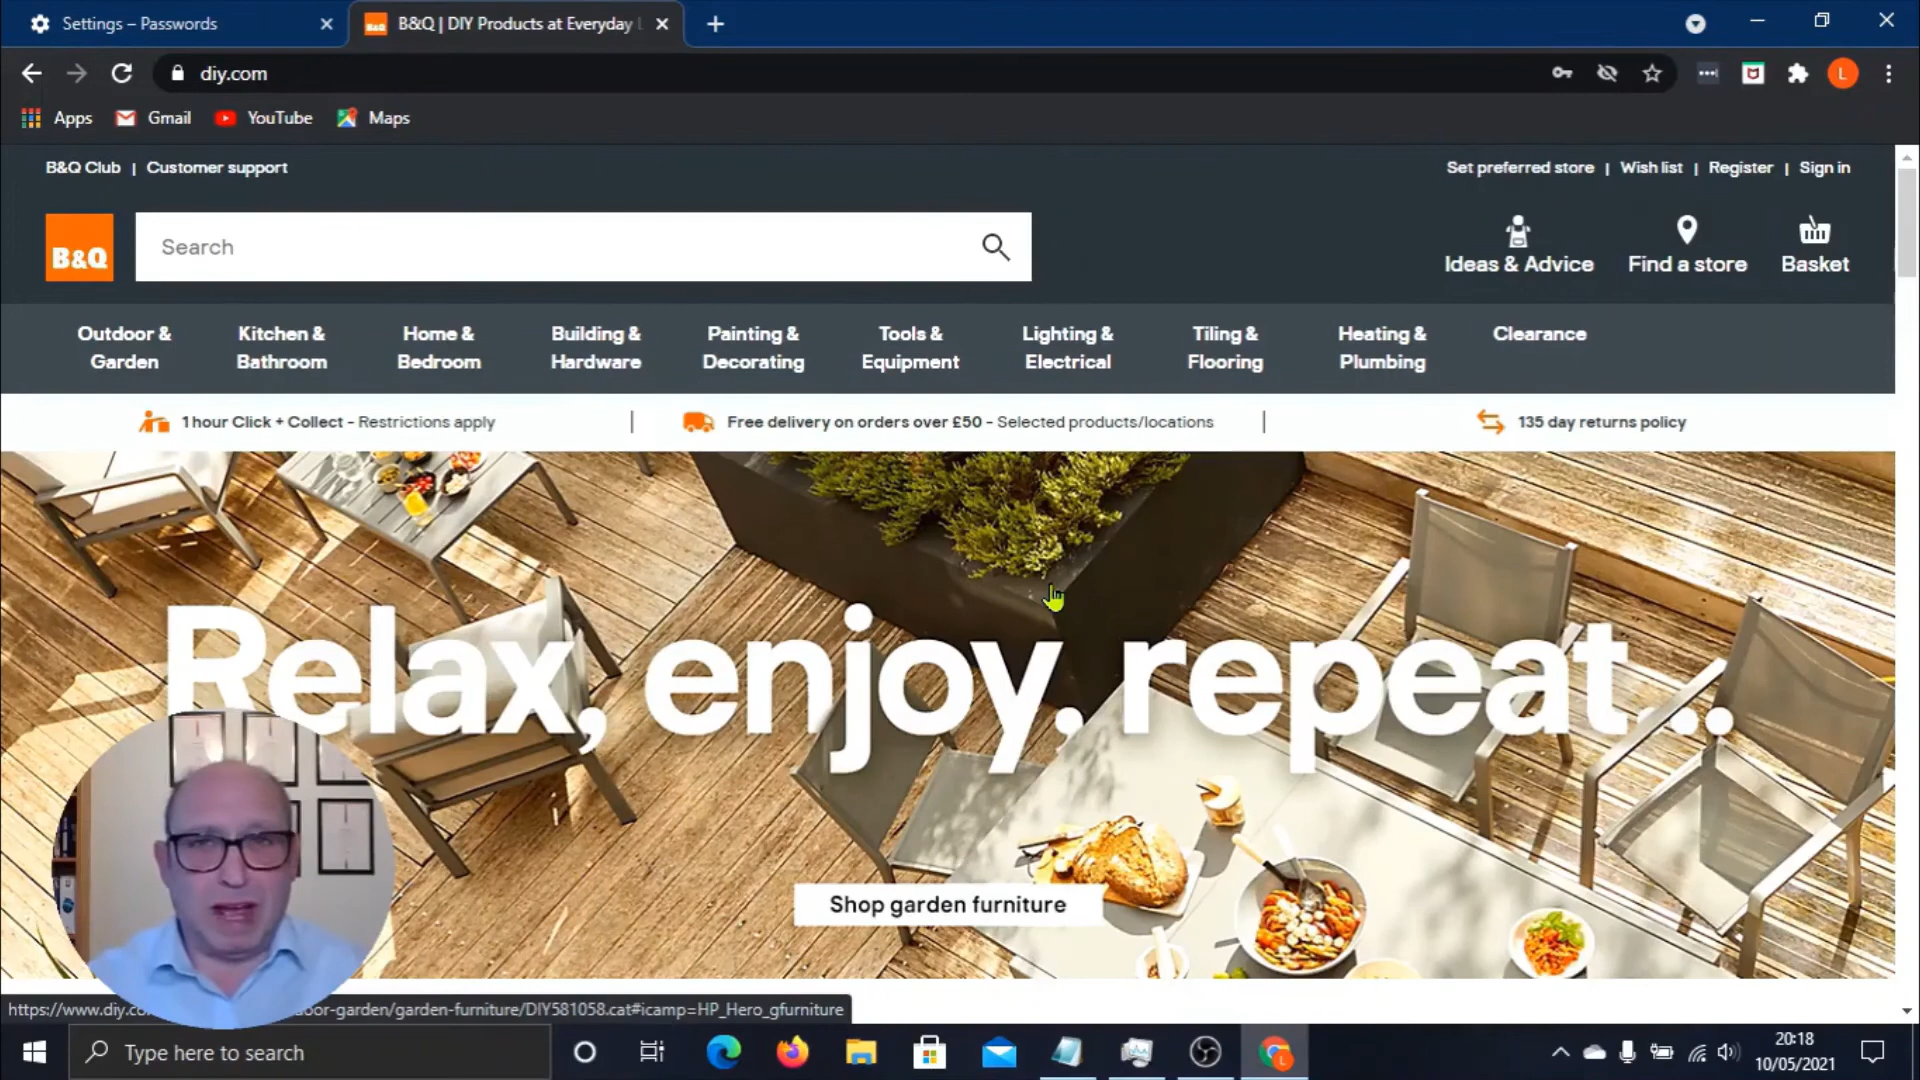 Settings – Passwords
B&Q | DIY Products at Everyday
diy.com
L
Apps
Gmail
YouTube
Maps
B&Q Club | Customer support
Set preferred store | Wish list | Register | Sign in
B&Q
Search
Ideas & Advice
Find a store
Basket
Outdoor &
Garden
Kitchen &
Bathroom
Home &
Bedroom
Building &
Hardware
Painting &
Decorating
Tools &
Equipment
Lighting &
Electrical
Tiling &
Flooring
Heating &
Plumbing
Clearance
1 hour Click + Collect - Restrictions apply
Free delivery on orders over £50 - Selected products/locations
135 day returns policy
Relax, enjoy, repeat...
Shop garden furniture
https://www.diy.co
oor-garden/garden-furniture/DIY581058.cat#icamp=HP_Hero_gfurniture
Type here to search
20:18
10/05/2021